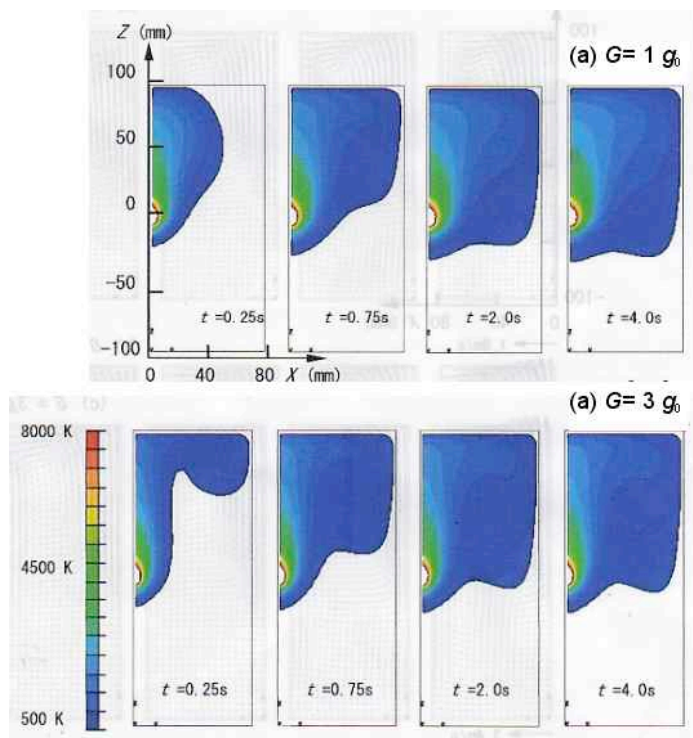 Z (mm)
(a) G= 1 g₀
100
50
0
-50
-100
t =0.25s
t =0.75s
t =2.0s
t =4.0s
0 40 80
X (mm)
(a) G= 3 g₀
8000 K
4500 K
500 K
t =0.25s
t =0.75s
t =2.0s
t =4.0s